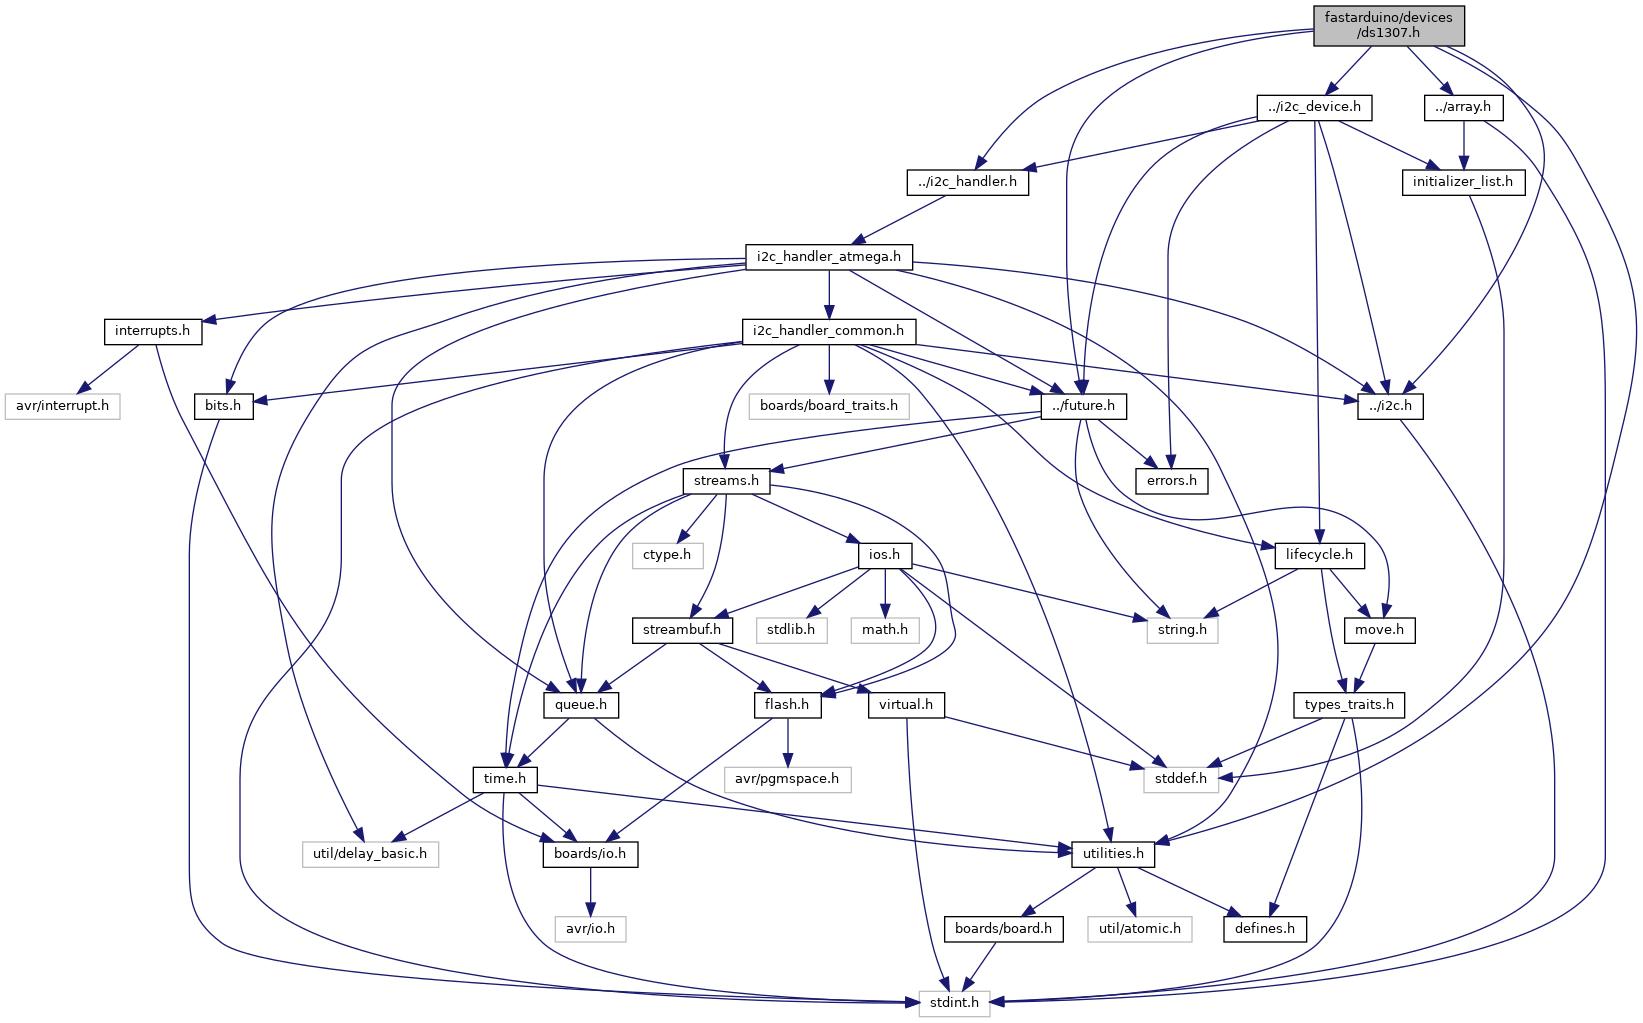 fastarduino/devices
/ds1307.h
../i2c_device.h
../array.h
../i2c_handler.h
initializer_list.h
i2c_handler_atmega.h
interrupts.h
i2c_handler_common.h
avr/interrupt.h
bits.h
boards/board_traits.h
../future.h
../i2c.h
streams.h
errors.h
ctype.h
ios.h
lifecycle.h
streambuf.h
stdlib.h
math.h
string.h
move.h
queue.h
flash.h
virtual.h
types_traits.h
time.h
avr/pgmspace.h
stddef.h
util/delay_basic.h
boards/io.h
utilities.h
avr/io.h
boards/board.h
util/atomic.h
defines.h
stdint.h